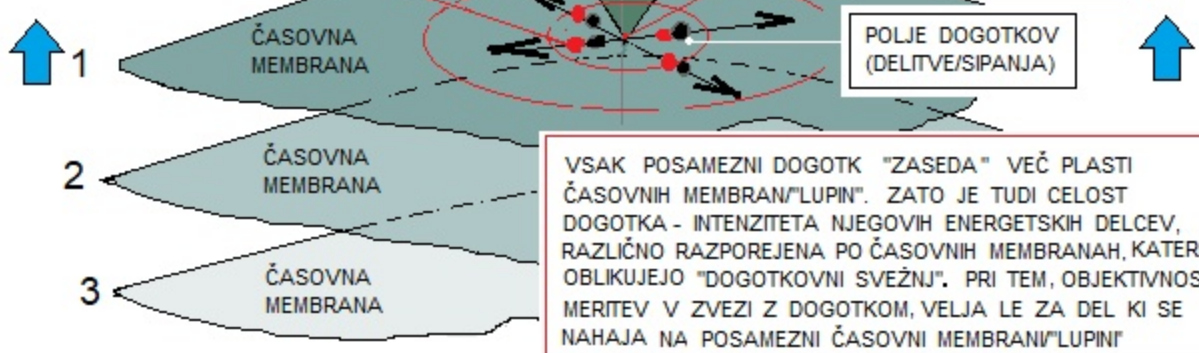 1
ČASOVNA
MEMBRANA
POLJE DOGOTKOV
(DELITVE/SIPANJA)
2
ČASOVNA
MEMBRANA
3
ČASOVNA
MEMBRANA
VSAK POSAMEZNI DOGOTK "ZASEDA" VEČ PLASTI
ČASOVNIH MEMBRAN/"LUPIN". ZATO JE TUDI CELOST
DOGOTKA - INTENZITETA NJEGOVIH ENERGETSKIH DELCEV,
RAZLIČNO RAZPOREJENA PO ČASOVNIH MEMBRANAH, KATER
OBLIKUJEJO "DOGOTKOVNI SVEŽNJ". PRI TEM, OBJEKTIVNOS
MERITEV V ZVEZI Z DOGOTKOM, VELJA LE ZA DEL KI SE
NAHAJA NA POSAMEZNI ČASOVNI MEMBRANI/"LUPINI"